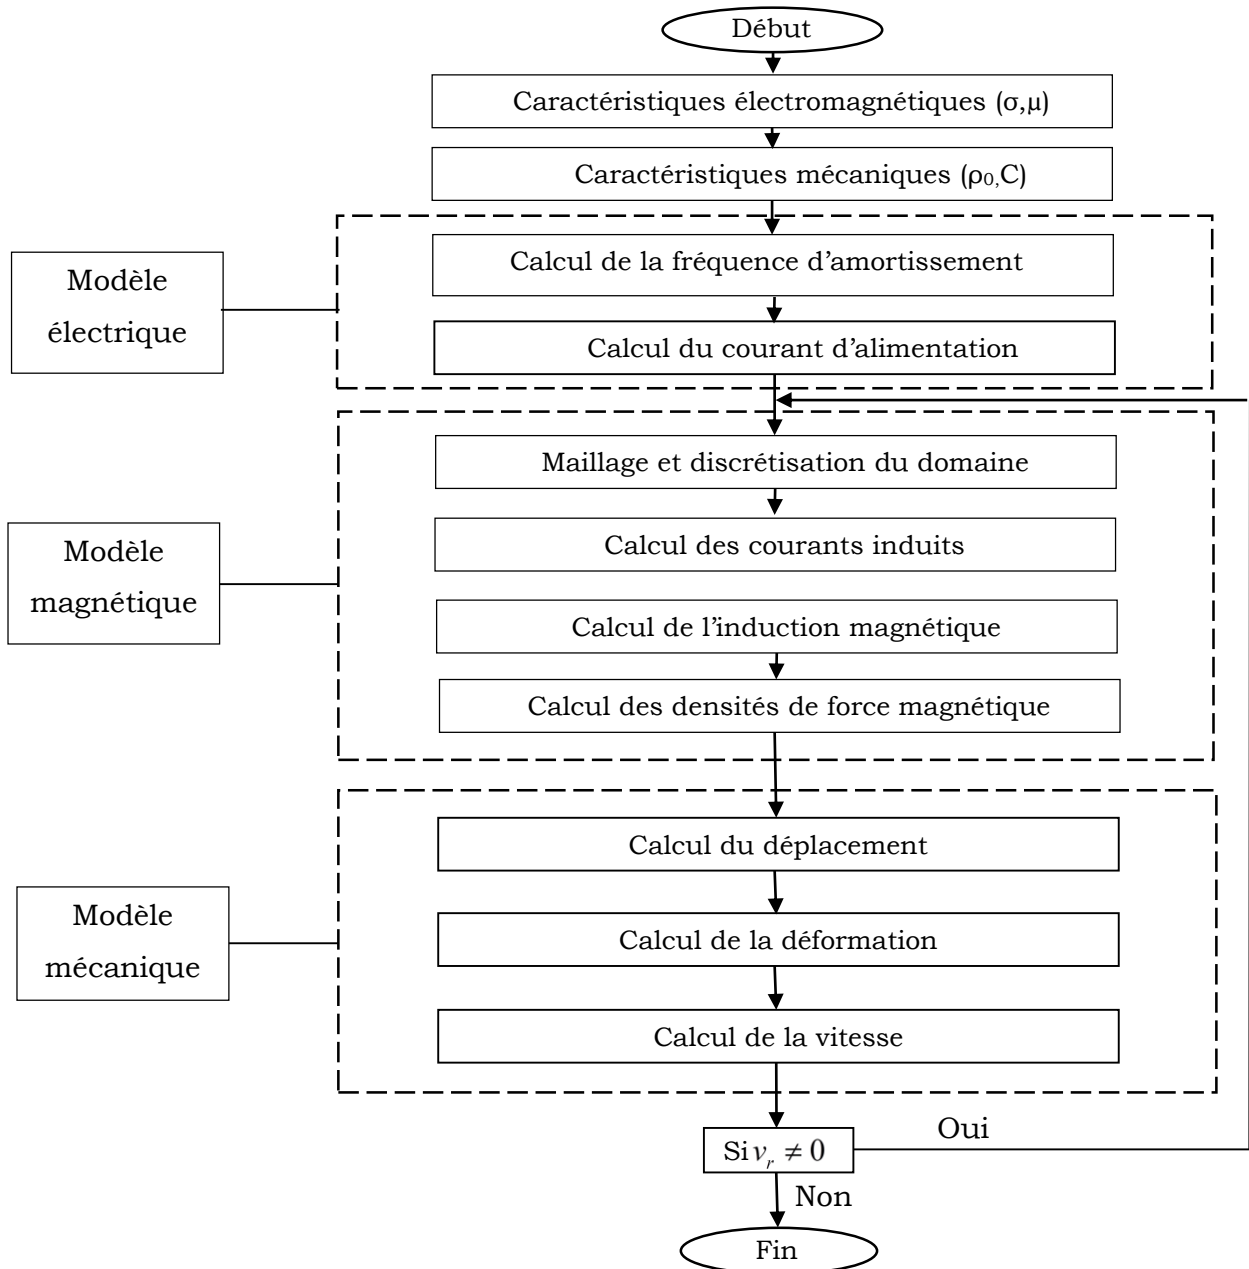 Début
Caractéristiques électromagnétiques (σ,μ)
Caractéristiques mécaniques (ρ₀,C)
Modèle
électrique
Calcul de la fréquence d’amortissement
Calcul du courant d’alimentation
Maillage et discrétisation du domaine
Modèle
magnétique
Calcul des courants induits
Calcul de l’induction magnétique
Calcul des densités de force magnétique
Calcul du déplacement
Modèle
mécanique
Calcul de la déformation
Calcul de la vitesse
Si vᵣ ≠ 0
Oui
Non
Fin